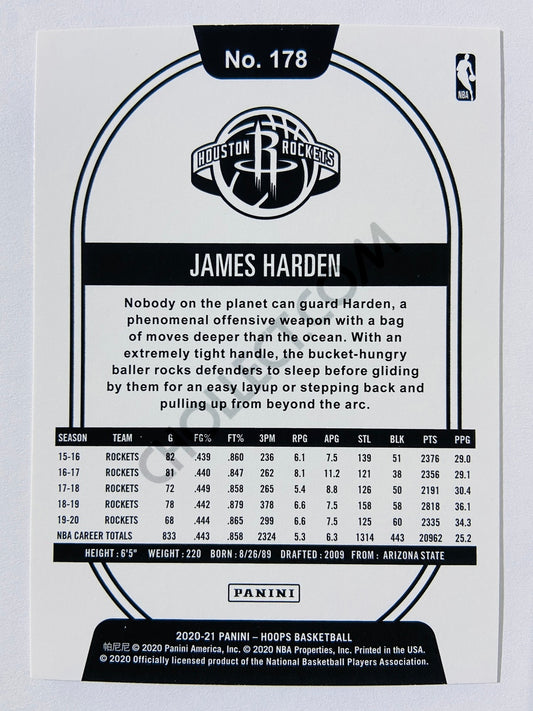 No. 178
NBA
HOUSTON R ROCKETS
JAMES HARDEN
Nobody on the planet can guard Harden, a
phenomenal offensive weapon with a bag
of moves deeper than the ocean. With an
extremely tight handle, the bucket-hungry
baller rocks defenders to sleep before gliding
by them for an easy layup or stepping back and
pulling up from beyond the arc.
CHOLLECT.COM
SEASON TEAM G FG% FT% 3PM RPG APG STL BLK PTS PPG
15-16 ROCKETS 82 .439 .860 236 6.1 7.5 139 51 2376 29.0
16-17 ROCKETS 81 .440 .847 262 8.1 11.2 121 38 2356 29.1
17-18 ROCKETS 72 .449 .858 265 5.4 8.8 126 50 2191 30.4
18-19 ROCKETS 78 .442 .879 378 6.6 7.5 158 58 2818 36.1
19-20 ROCKETS 68 .444 .865 299 6.6 7.5 125 60 2335 34.3
NBA CAREER TOTALS 833 .443 .858 2324 5.3 6.3 1314 443 20962 25.2
HEIGHT: 6'5" WEIGHT: 220 BORN: 8/26/89 DRAFTED: 2009 FROM: ARIZONA STATE
PANINI
2020-21 PANINI – HOOPS BASKETBALL
帕尼尼 © 2020 Panini America, Inc. © 2020 NBA Properties, Inc. Printed in the USA.
© 2020 Officially licensed product of the National Basketball Players Association.